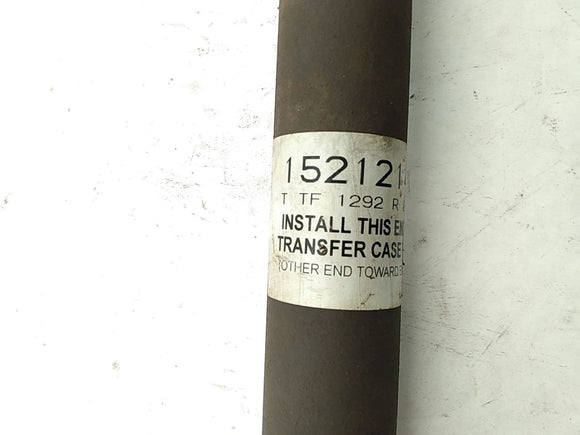 152121
T TF 1292 R
INSTALL THIS EN
TRANSFER CASE
(OTHER END TOWARD